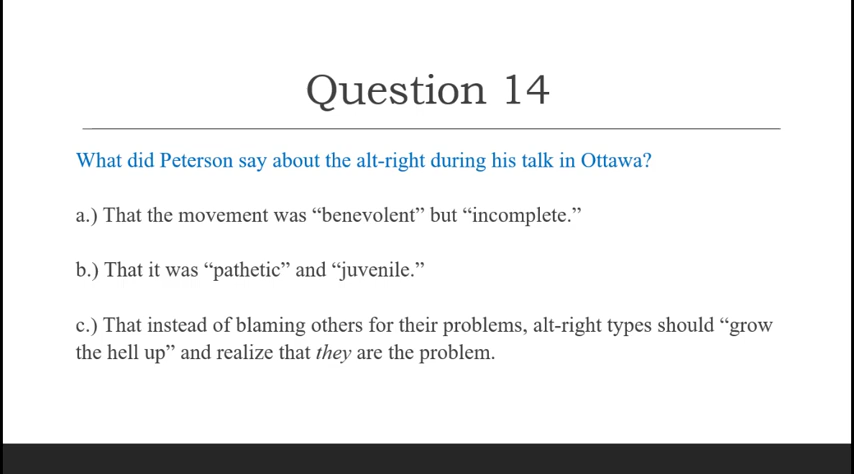 Question 14
What did Peterson say about the alt-right during his talk in Ottawa?
a.) That the movement was “benevolent” but “incomplete.”
b.) That it was “pathetic” and “juvenile.”
c.) That instead of blaming others for their problems, alt-right types should “grow
the hell up” and realize that they are the problem.